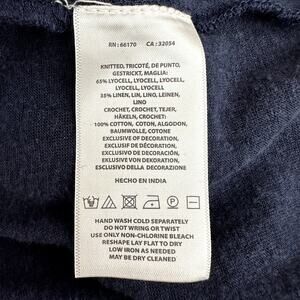 RN : 66170 CA : 32054
KNITTED, TRICOTÉ, DE PUNTO,
GESTRICKT, MAGLIA:
65% LYOCELL, LYOCELL, LYOCELL,
LYOCELL, LYOCELL
35% LINEN, LIN, LINO, LEINEN,
LINO
CROCHET, CROCHET, TEJER,
HÄKELN, CROCHET:
100% COTTON, COTON, ALGODON,
BAUMWOLLE, COTONE
EXCLUSIVE OF DECORATION
EXCLUSIF DE DÉCORATION
EXCLUSIVO DE DECORACIÓN,
EKLUSIVEN DEKORATION
ESCLUSIVO DELLA DECORAZIONE
HECHO EN INDIA
HAND WASH COLD SEPARATELY
DO NOT WRING OR TWIST
USE ONLY NON-CHLORINE BLEACH
RESHAPE LAY FLAT TO DRY
LOW IRON AS NEEDED
MAY BE DRY CLEANED